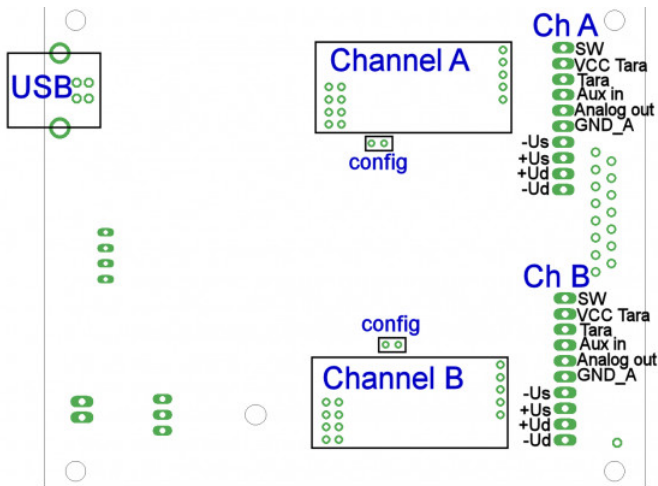 Ch A
USB
Channel A
SW
VCC Tara
Tara
Aux in
Analog out
GND_A
-Us
+Us
+Ud
-Ud
config
Ch B
SW
VCC Tara
Tara
Aux in
Analog out
GND_A
-Us
+Us
+Ud
-Ud
config
Channel B